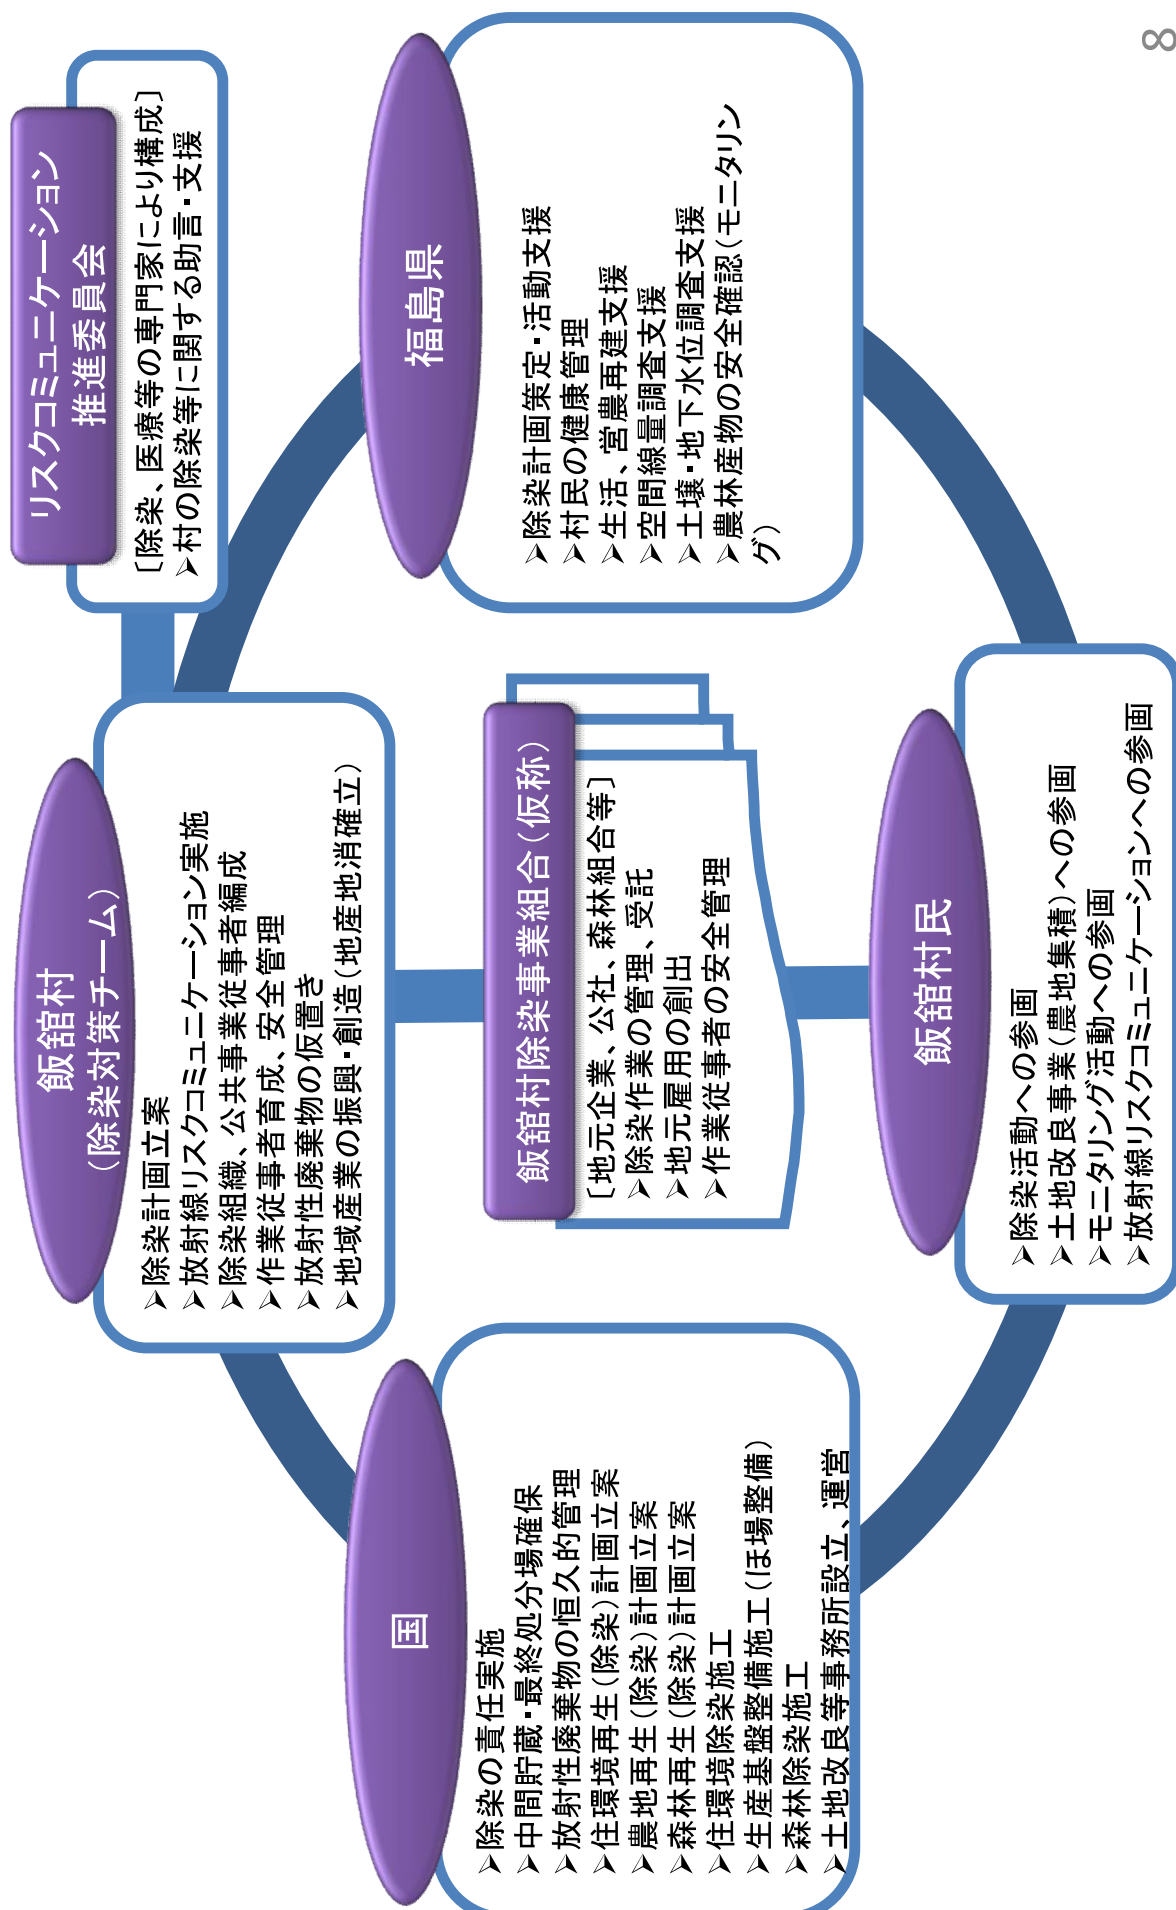 飯舘村
（除染対策チーム）
➢除染計画立案
➢放射線リスクコミュニケーション実施
➢除染組織、公共事業従事者編成
➢作業従事者育成、安全管理
➢放射性廃棄物の仮置き
➢地域産業の振興・創造（地産地消確立）
リスクコミュニケーション
推進委員会
［除染、医療等の専門家により構成］
➢村の除染等に関する助言・支援
国
➢除染の責任実施
➢中間貯蔵・最終処分場確保
➢放射性廃棄物の恒久的管理
➢住環境再生（除染）計画立案
➢農地再生（除染）計画立案
➢森林再生（除染）計画立案
➢住環境除染施工
➢生産基盤整備施工（ほ場整備）
➢森林除染施工
➢土地改良等事務所設立、運営
飯舘村除染事業組合（仮称）
［地元企業、公社、森林組合等］
➢除染作業の管理、受託
➢地元雇用の創出
➢作業従事者の安全管理
福島県
➢除染計画策定・活動支援
➢村民の健康管理
➢生活、営農再建支援
➢空間線量調査支援
➢土壌・地下水位調査支援
➢農林産物の安全確認（モニタリン
グ）
飯舘村民
➢除染活動への参画
➢土地改良事業（農地集積）への参画
➢モニタリング活動への参画
➢放射線リスクコミュニケーションへの参画
8